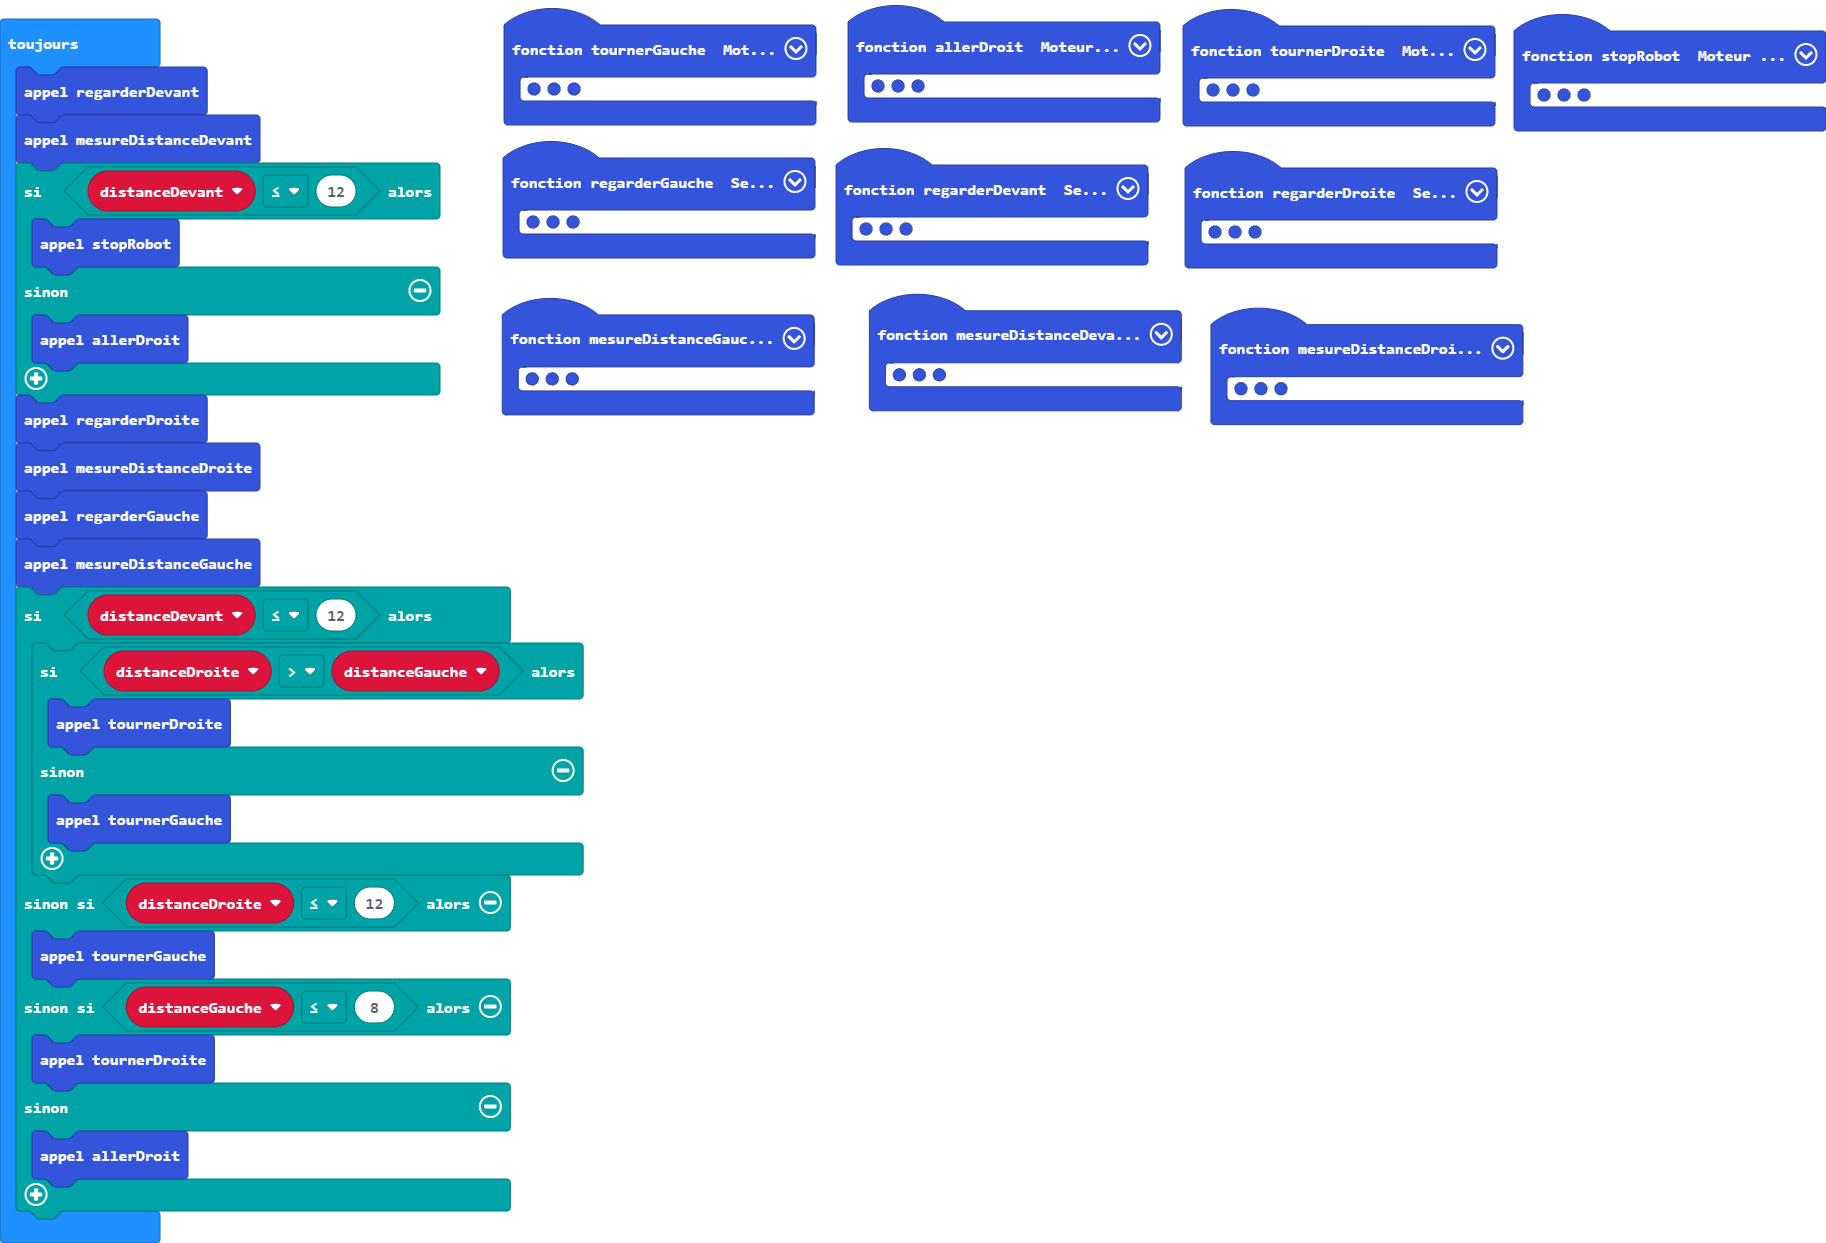 toujours
appel regarderDevant
appel mesureDistanceDevant
si distanceDevant ≤ 12 alors
appel stopRobot
sinon
appel allerDroit
appel regarderDroite
appel mesureDistanceDroite
appel regarderGauche
appel mesureDistanceGauche
si distanceDevant ≤ 12 alors
si distanceDroite > distanceGauche alors
appel tournerDroite
sinon
appel tournerGauche
sinon si distanceDroite ≤ 12 alors
appel tournerGauche
sinon si distanceGauche ≤ 8 alors
appel tournerDroite
sinon
appel allerDroit
fonction tournerGauche Mot...
fonction allerDroit Moteur...
fonction tournerDroite Mot...
fonction stopRobot Moteur ...
fonction regarderGauche Se...
fonction regarderDevant Se...
fonction regarderDroite Se...
fonction mesureDistanceGauc...
fonction mesureDistanceDeva...
fonction mesureDistanceDroi...